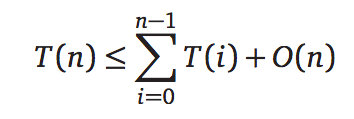 T(n) ≤ ∑_{i=0}^{n−1} T(i) + O(n)